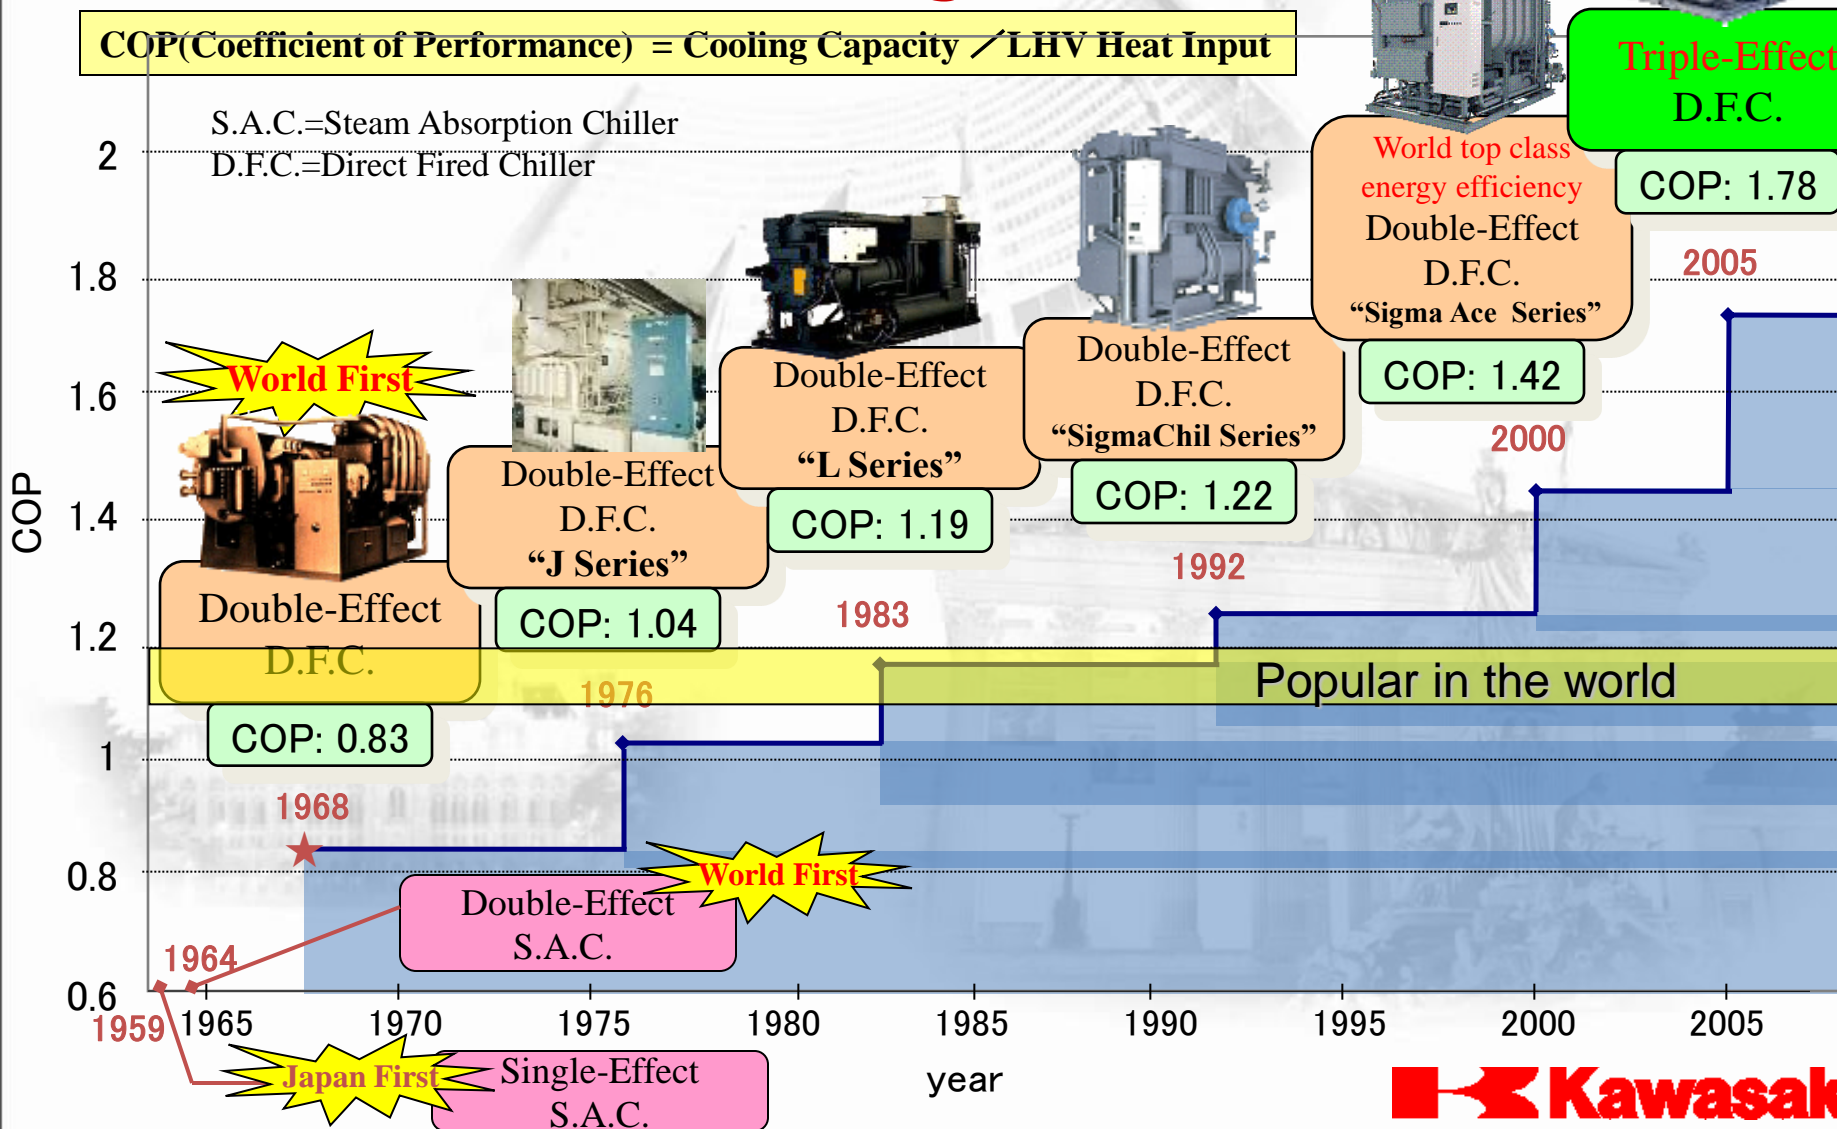 COP(Coefficient of Performance) = Cooling Capacity ／LHV Heat Input
S.A.C.=Steam Absorption Chiller
D.F.C.=Direct Fired Chiller
Triple-Effect
D.F.C.
COP: 1.78
2005
World top class
energy efficiency
Double-Effect
D.F.C.
“Sigma Ace Series”
COP: 1.42
2000
Double-Effect
D.F.C.
“SigmaChil Series”
COP: 1.22
1992
Double-Effect
D.F.C.
“L Series”
COP: 1.19
1983
Double-Effect
D.F.C.
“J Series”
COP: 1.04
1976
World First
Double-Effect
D.F.C.
COP: 0.83
1968
Popular in the world
World First
Double-Effect
S.A.C.
1964
1959
Japan First
Single-Effect
S.A.C.
COP
2
1.8
1.6
1.4
1.2
1
0.8
0.6
1965 1970 1975 1980 1985 1990 1995 2000 2005
year
Kawasak